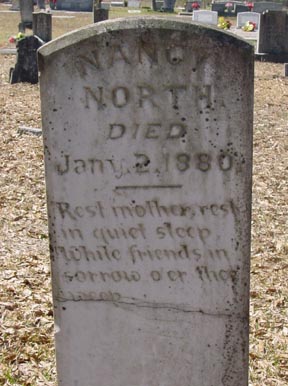 NANCY
NORTH
DIED
Jany. 2, 1880.
Rest mother, rest
in quiet sleep
While friends in
sorrow o'er thee
weep